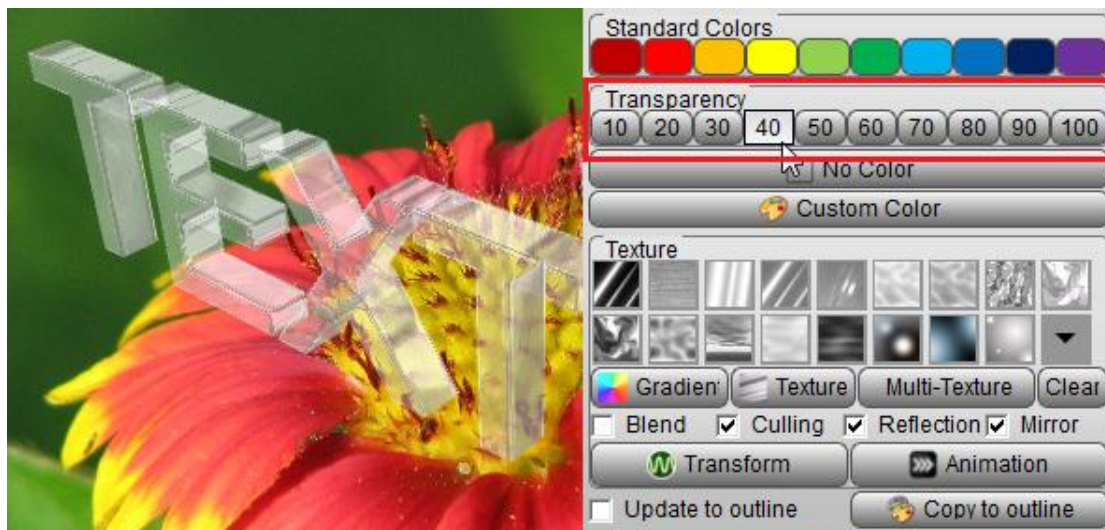 TEXT
Standard Colors
Transparency
10 20 30 40 50 60 70 80 90 100
No Color
Custom Color
Texture
Gradien
Texture
Multi-Texture
Clear
Blend
Culling
Reflection
Mirror
Transform
Animation
Update to outline
Copy to outline